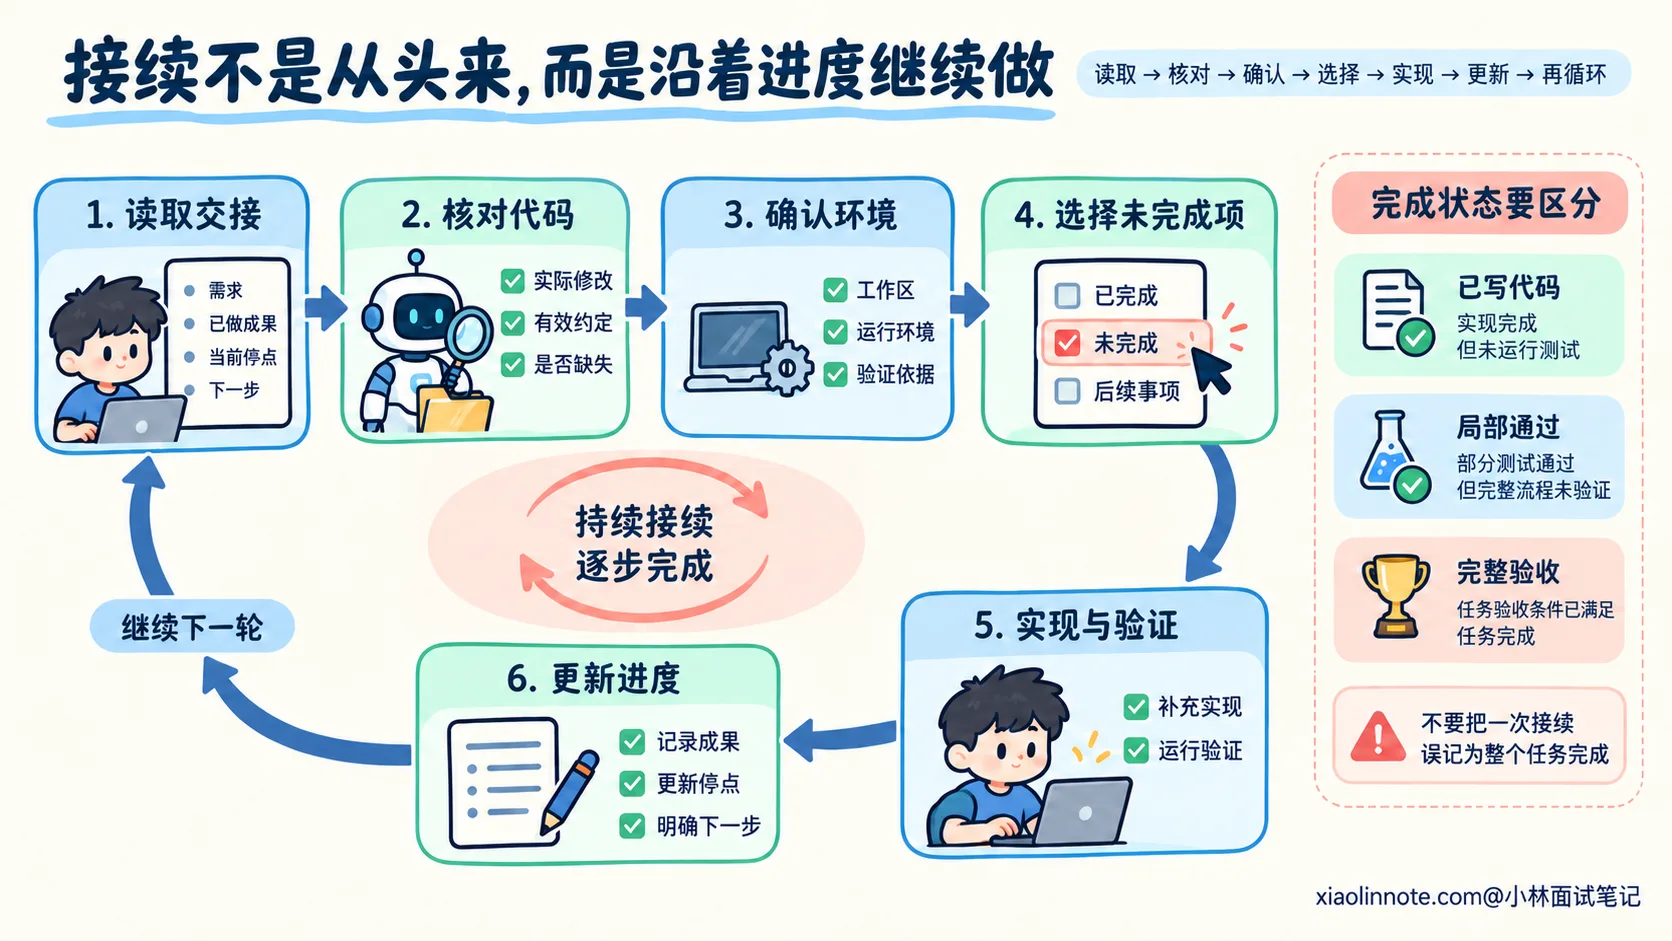 接续不是从头来,而是沿着进度继续做
读取 → 核对 → 确认 → 选择 → 实现 → 更新 → 再循环
1. 读取交接
需求
已做成果
当前停点
下一步
2. 核对代码
实际修改
有效约定
是否缺失
3. 确认环境
工作区
运行环境
验证依据
4. 选择未完成项
已完成
未完成
后续事项
持续接续
逐步完成
5. 实现与验证
补充实现
运行验证
6. 更新进度
记录成果
更新停点
明确下一步
继续下一轮
完成状态要区分
已写代码
实现完成
但未运行测试
局部通过
部分测试通过
但完整流程未验证
完整验收
任务验收条件已满足
任务完成
不要把一次接续
误记为整个任务完成
xiaolinnote.com@小林面试笔记